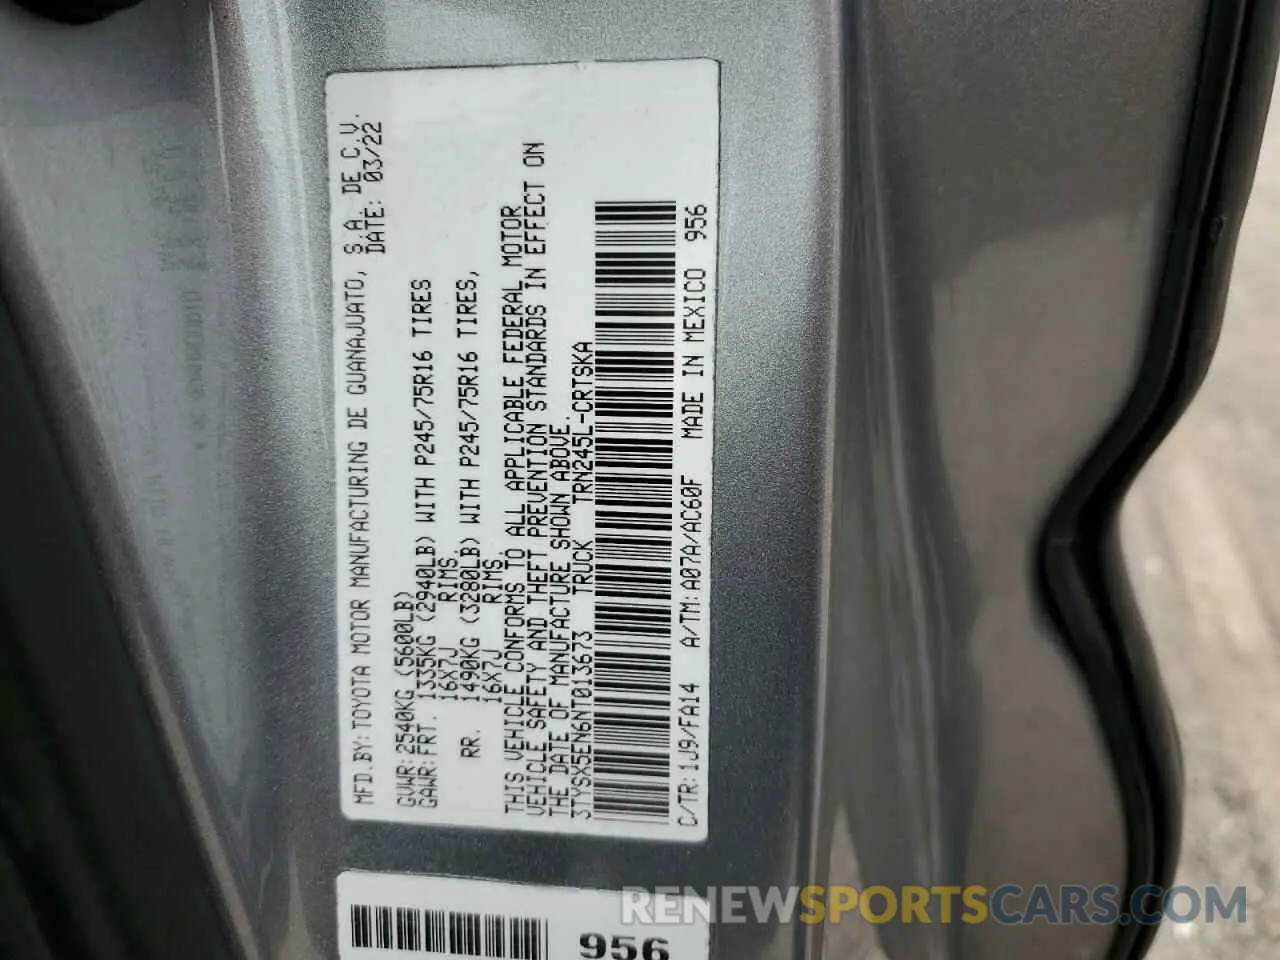 MFD.BY: TOYOTA MOTOR MANUFACTURING DE GUANAJUATO, S.A. DE C.V.
DATE: 03/22
GVWR: 2540KG (5600LB)
GAWR: FRT. 1335KG (2940LB) WITH P245/75R16 TIRES
16X7J RIMS.
RR. 1490KG (3280LB) WITH P245/75R16 TIRES,
16X7J RIMS.
THIS VEHICLE CONFORMS TO ALL APPLICABLE FEDERAL MOTOR
VEHICLE SAFETY AND THEFT PREVENTION STANDARDS IN EFFECT ON
THE DATE OF MANUFACTURE SHOWN ABOVE.
3TYSX5EN6NT013673 TRUCK TRN245L-CRTSKA
C/TR: 1J9/FA14 A/TM: A07A/AC60F MADE IN MEXICO 956
956
RENEWSPORTSCARS.COM